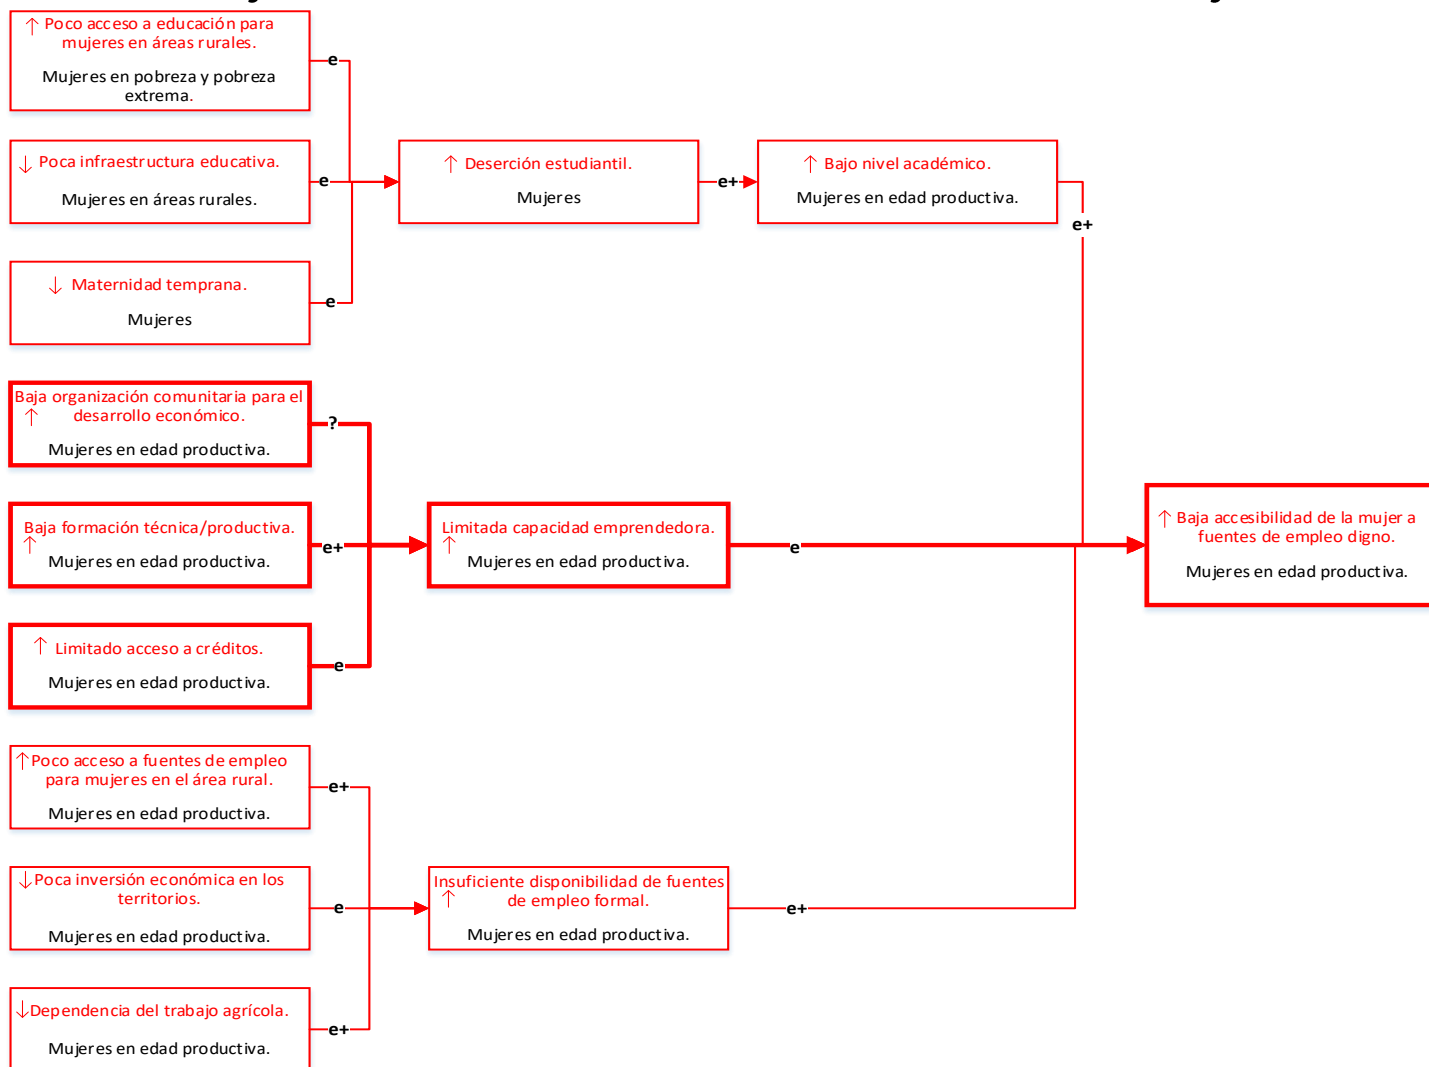 ↑ Poco acceso a educación para
mujeres en áreas rurales.
Mujeres en pobreza y pobreza
extrema.
e
↓ Poca infraestructura educativa.
Mujeres en áreas rurales.
e
↑ Deserción estudiantil.
Mujeres
e+
↑ Bajo nivel académico.
Mujeres en edad productiva.
e+
↓ Maternidad temprana.
Mujeres
e
Baja organización comunitaria para el
↑ desarrollo económico.
Mujeres en edad productiva.
?
Baja formación técnica/productiva.
↑
Mujeres en edad productiva.
e+
Limitada capacidad emprendedora.
↑
Mujeres en edad productiva.
e
↑ Baja accesibilidad de la mujer a
fuentes de empleo digno.
Mujeres en edad productiva.
↑ Limitado acceso a créditos.
Mujeres en edad productiva.
e
↑ Poco acceso a fuentes de empleo
para mujeres en el área rural.
Mujeres en edad productiva.
e+
↓ Poca inversión económica en los
territorios.
Mujeres en edad productiva.
e
Insuficiente disponibilidad de fuentes
↑ de empleo formal.
Mujeres en edad productiva.
e+
↓ Dependencia del trabajo agrícola.
Mujeres en edad productiva.
e+